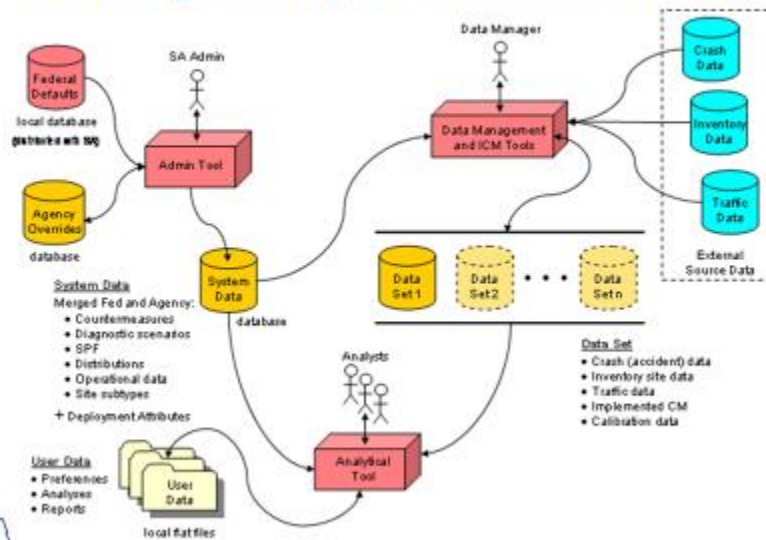 SA Admin
Data Manager
Federal
Defaults
local database
(distributed with SA)
Admin Tool
Agency
Overrides
database
Data Management
and ICM Tools
Crash
Data
Inventory
Data
Traffic
Data
External
Source Data
System
Data
database
Data
Set 1
Data
Set2
Data
Set n
System Data
Merged Fed and Agency:
• Countermeasures
• Diagnostic scenarios
• SPF
• Distributions
• Operational data
• Site subtypes
+ Deployment Attributes
Analysts
Analytical
Tool
Data Set
• Crash (accident) data
• Inventory site data
• Traffic data
• Implemented CM
• Calibration data
User Data
• Preferences
• Analyses
• Reports
User
Data
local flat files